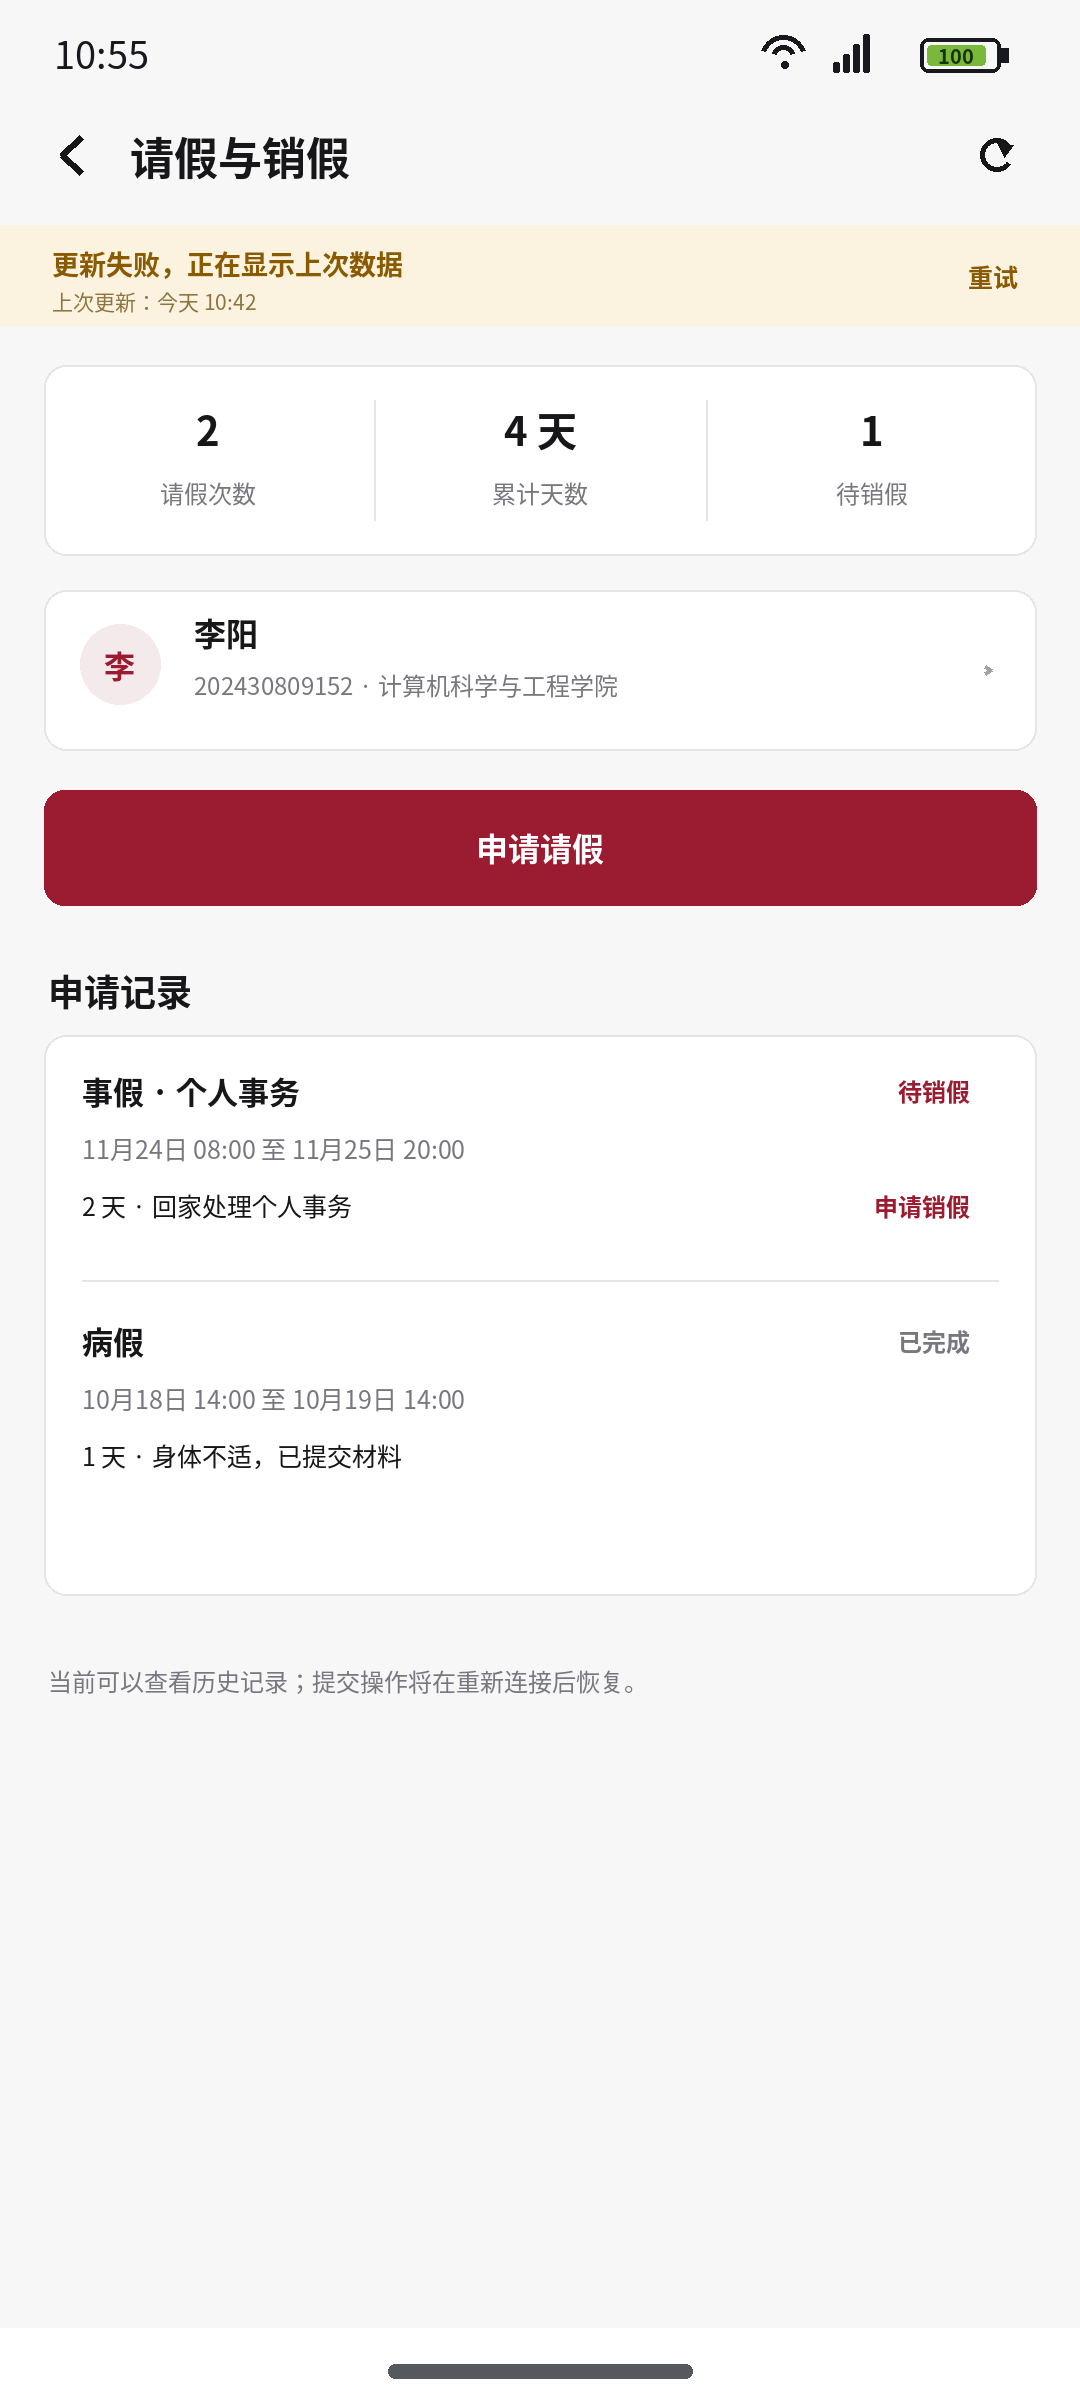 10:55
100
请假与销假
更新失败，正在显示上次数据
上次更新：今天 10:42
重试
2
4 天
1
请假次数
累计天数
待销假
李
李阳
202430809152 · 计算机科学与工程学院
申请请假
申请记录
事假 · 个人事务
待销假
11月24日 08:00 至 11月25日 20:00
2 天 · 回家处理个人事务
申请销假
病假
已完成
10月18日 14:00 至 10月19日 14:00
1 天 · 身体不适，已提交材料
当前可以查看历史记录；提交操作将在重新连接后恢复。